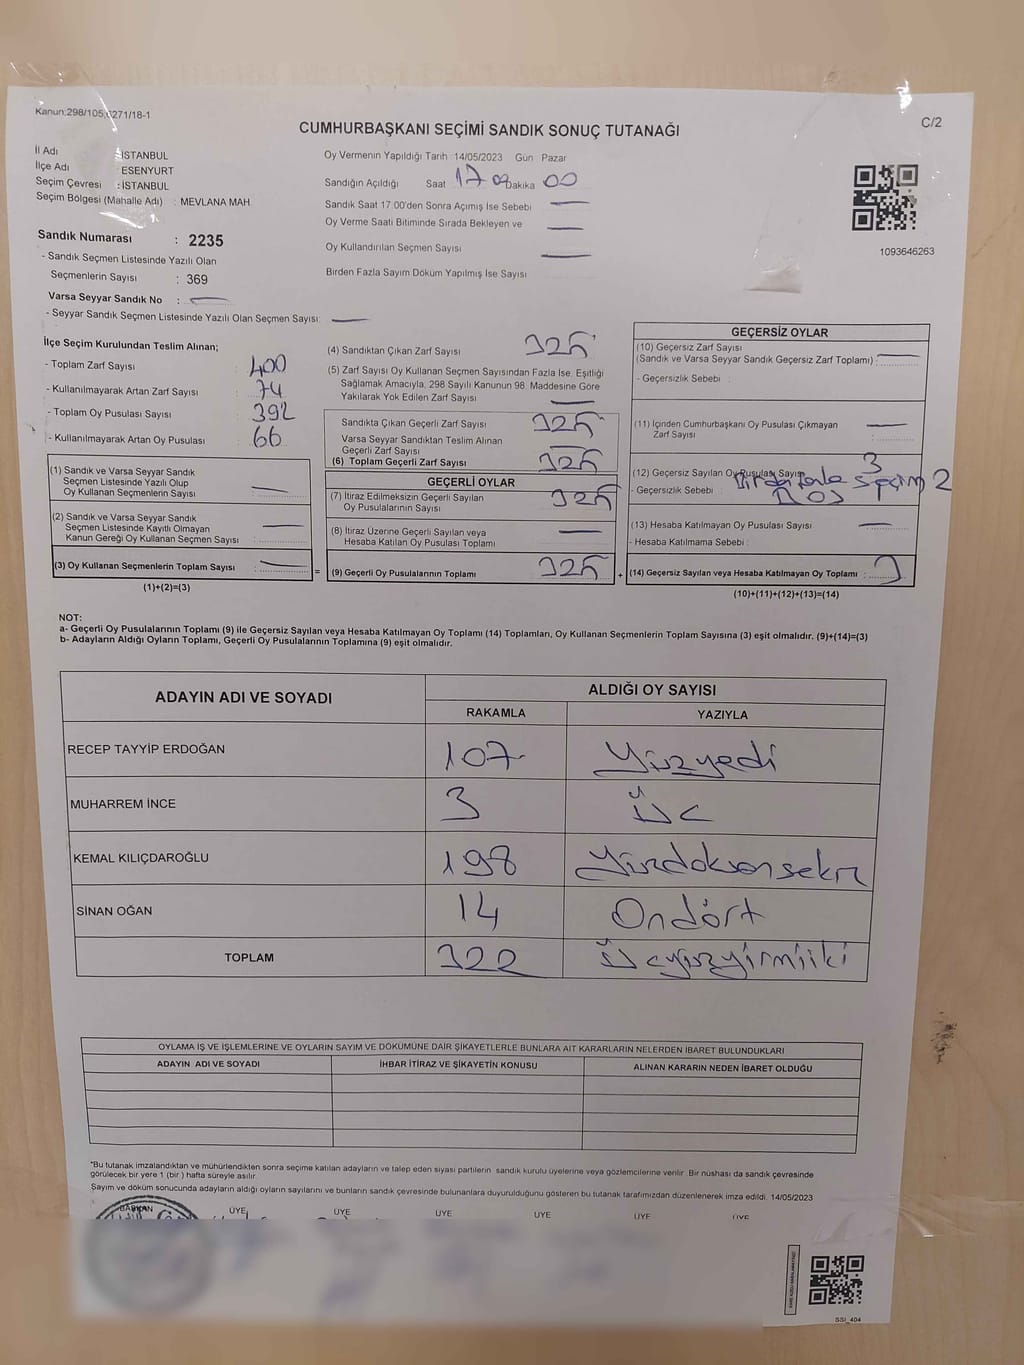 Kanun:298/105,6271/18-1
C/2
CUMHURBAŞKANI SEÇİMİ SANDIK SONUÇ TUTANAĞI
İl Adı : İSTANBUL
İlçe Adı : ESENYURT
Seçim Çevresi : İSTANBUL
Seçim Bölgesi (Mahalle Adı) : MEVLANA MAH.
Sandık Numarası : 2235
- Sandık Seçmen Listesinde Yazılı Olan
Seçmenlerin Sayısı : 369
Varsa Seyyar Sandık No : —
- Seyyar Sandık Seçmen Listesinde Yazılı Olan Seçmen Sayısı: —
Oy Vermenin Yapıldığı Tarih 14/05/2023 Gün Pazar
Sandığın Açıldığı Saat 17 Dakika 00
Sandık Saat 17.00'den Sonra Açımış İse Sebebi —
Oy Verme Saati Bitiminde Sırada Bekleyen ve —
Oy Kullandırılan Seçmen Sayısı —
Birden Fazla Sayım Döküm Yapılmış İse Sayısı
1093646263
İlçe Seçim Kurulundan Teslim Alınan;
- Toplam Zarf Sayısı : 400
- Kullanılmayarak Artan Zarf Sayısı : 74
- Toplam Oy Pusulası Sayısı : 392
- Kullanılmayarak Artan Oy Pusulası : 66
(1) Sandık ve Varsa Seyyar Sandık
Seçmen Listesinde Yazılı Olup
Oy Kullanan Seçmenlerin Sayısı : —
(2) Sandık ve Varsa Seyyar Sandık
Seçmen Listesinde Kayıtlı Olmayan
Kanun Gereği Oy Kullanan Seçmen Sayısı : —
(3) Oy Kullanan Seçmenlerin Toplam Sayısı : — =
(1)+(2)=(3)
(4) Sandıktan Çıkan Zarf Sayısı 325
(5) Zarf Sayısı Oy Kullanan Seçmen Sayısından Fazla İse, Eşitliği
Sağlamak Amacıyla, 298 Sayılı Kanunun 98. Maddesine Göre
Yakılarak Yok Edilen Zarf Sayısı —
Sandıkta Çıkan Geçerli Zarf Sayısı 325
Varsa Seyyar Sandıktan Teslim Alınan
Geçerli Zarf Sayısı —
(6) Toplam Geçerli Zarf Sayısı 325
GEÇERLİ OYLAR
(7) İtiraz Edilmeksizin Geçerli Sayılan
Oy Pusulalarının Sayısı 325
(8) İtiraz Üzerine Geçerli Sayılan veya
Hesaba Katılan Oy Pusulası Toplamı —
(9) Geçerli Oy Pusulalarının Toplamı 325 +
GEÇERSİZ OYLAR
(10) Geçersiz Zarf Sayısı
(Sandık ve Varsa Seyyar Sandık Geçersiz Zarf Toplamı) : —
- Geçersizlik Sebebi :
(11) İçinden Cumhurbaşkanı Oy Pusulası Çıkmayan
Zarf Sayısı —
(12) Geçersiz Sayılan Oy Pusulası Sayısı 3
- Geçersizlik Sebebi : Birden fazla seçim 2
(13) Hesaba Katılmayan Oy Pusulası Sayısı —
- Hesaba Katılmama Sebebi :
(14) Geçersiz Sayılan veya Hesaba Katılmayan Oy Toplamı : 3
(10)+(11)+(12)+(13)=(14)
NOT:
a- Geçerli Oy Pusulalarının Toplamı (9) ile Geçersiz Sayılan veya Hesaba Katılmayan Oy Toplamı (14) Toplamları, Oy Kullanan Seçmenlerin Toplam Sayısına (3) eşit olmalıdır. (9)+(14)=(3)
b- Adayların Aldığı Oyların Toplamı, Geçerli Oy Pusulalarının Toplamına (9) eşit olmalıdır.
ADAYIN ADI VE SOYADI ALDIĞI OY SAYISI
RAKAMLA YAZIYLA
RECEP TAYYİP ERDOĞAN 107 Yüzyedi
MUHARREM İNCE 3 Üc
KEMAL KILIÇDAROĞLU 198 Yüzdoksonsekiz
SİNAN OĞAN 14 Ondört
TOPLAM 322 Ücyüzyirmiiki
OYLAMA İŞ VE İŞLEMLERİNE VE OYLARIN SAYIM VE DÖKÜMÜNE DAİR ŞİKAYETLERLE BUNLARA AİT KARARLARIN NELERDEN İBARET BULUNDUKLARI
ADAYIN ADI VE SOYADI İHBAR İTİRAZ VE ŞİKAYETİN KONUSU ALINAN KARARIN NEDEN İBARET OLDUĞU
*Bu tutanak imzalandıktan ve mühürlendikten sonra seçime katılan adayların ve talep eden siyasi partilerin sandık kurulu üyelerine veya gözlemcilerine verilir. Bir nüshası da sandık çevresinde
görülecek bir yere 1 (bir) hafta süreyle asılır.
Sayım ve döküm sonucunda adayların aldığı oyların sayılarını ve bunların sandık çevresinde bulunanlara duyurulduğunu gösteren bu tutanak tarafımızdan düzenlenerek imza edildi. 14/05/2023
BAŞKAN ÜYE ÜYE ÜYE ÜYE ÜYE ÜYE
SSI_404